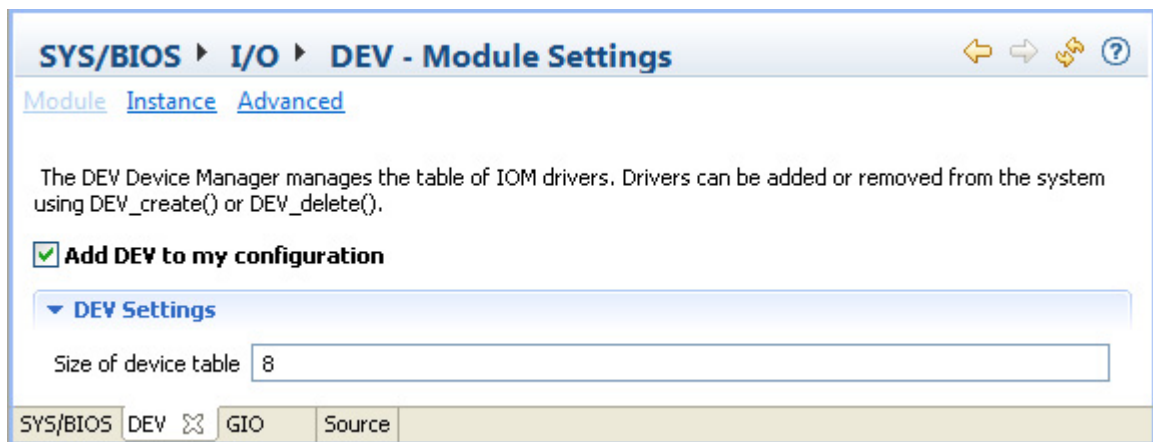 SYS/BIOS ▸ I/O ▸ DEV - Module Settings
Module Instance Advanced
The DEV Device Manager manages the table of IOM drivers. Drivers can be added or removed from the system
using DEV_create() or DEV_delete().
Add DEV to my configuration
DEV Settings
Size of device table 8
SYS/BIOS DEV GIO Source